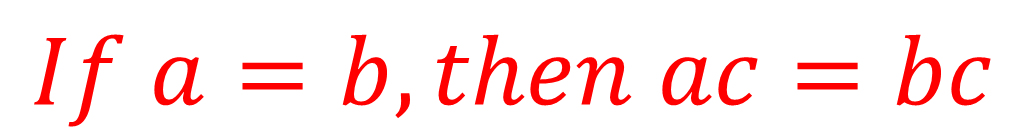 If a = b, then ac = bc